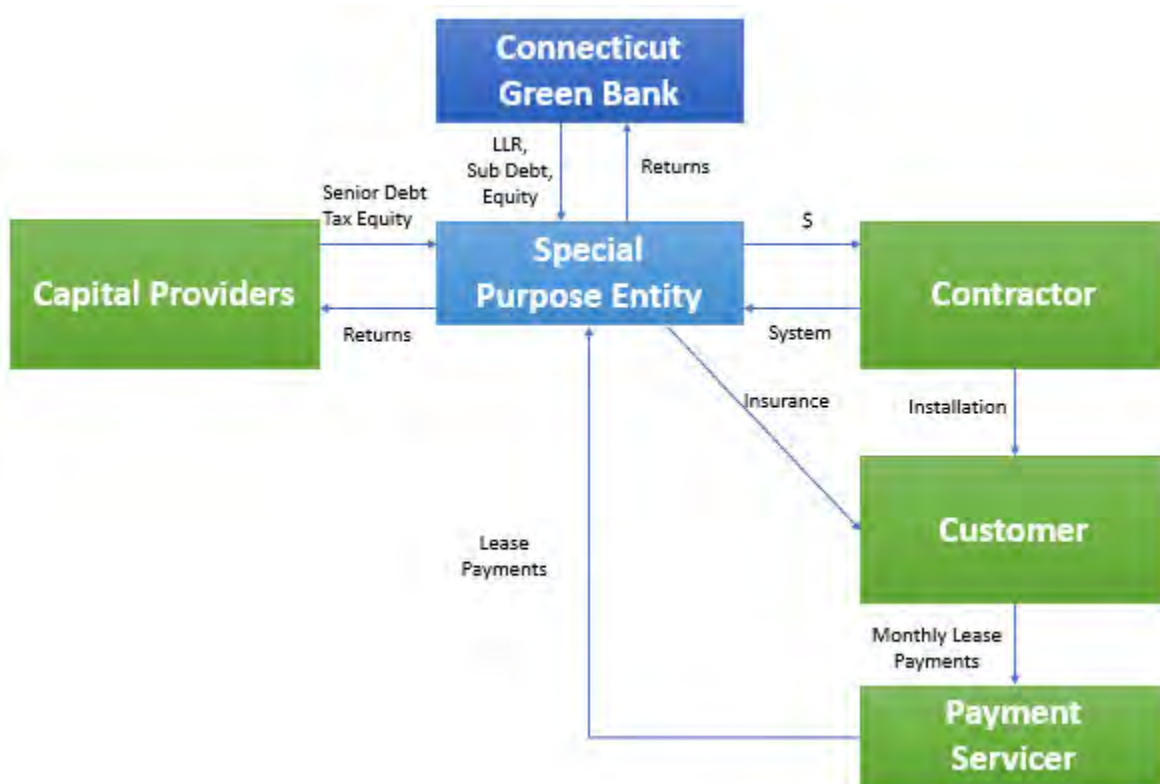 Connecticut
Green Bank
LLR,
Sub Debt,
Equity
Returns
Senior Debt
Tax Equity
Capital Providers
Special
Purpose Entity
$
Contractor
Returns
System
Insurance
Installation
Customer
Lease
Payments
Monthly Lease
Payments
Payment
Servicer